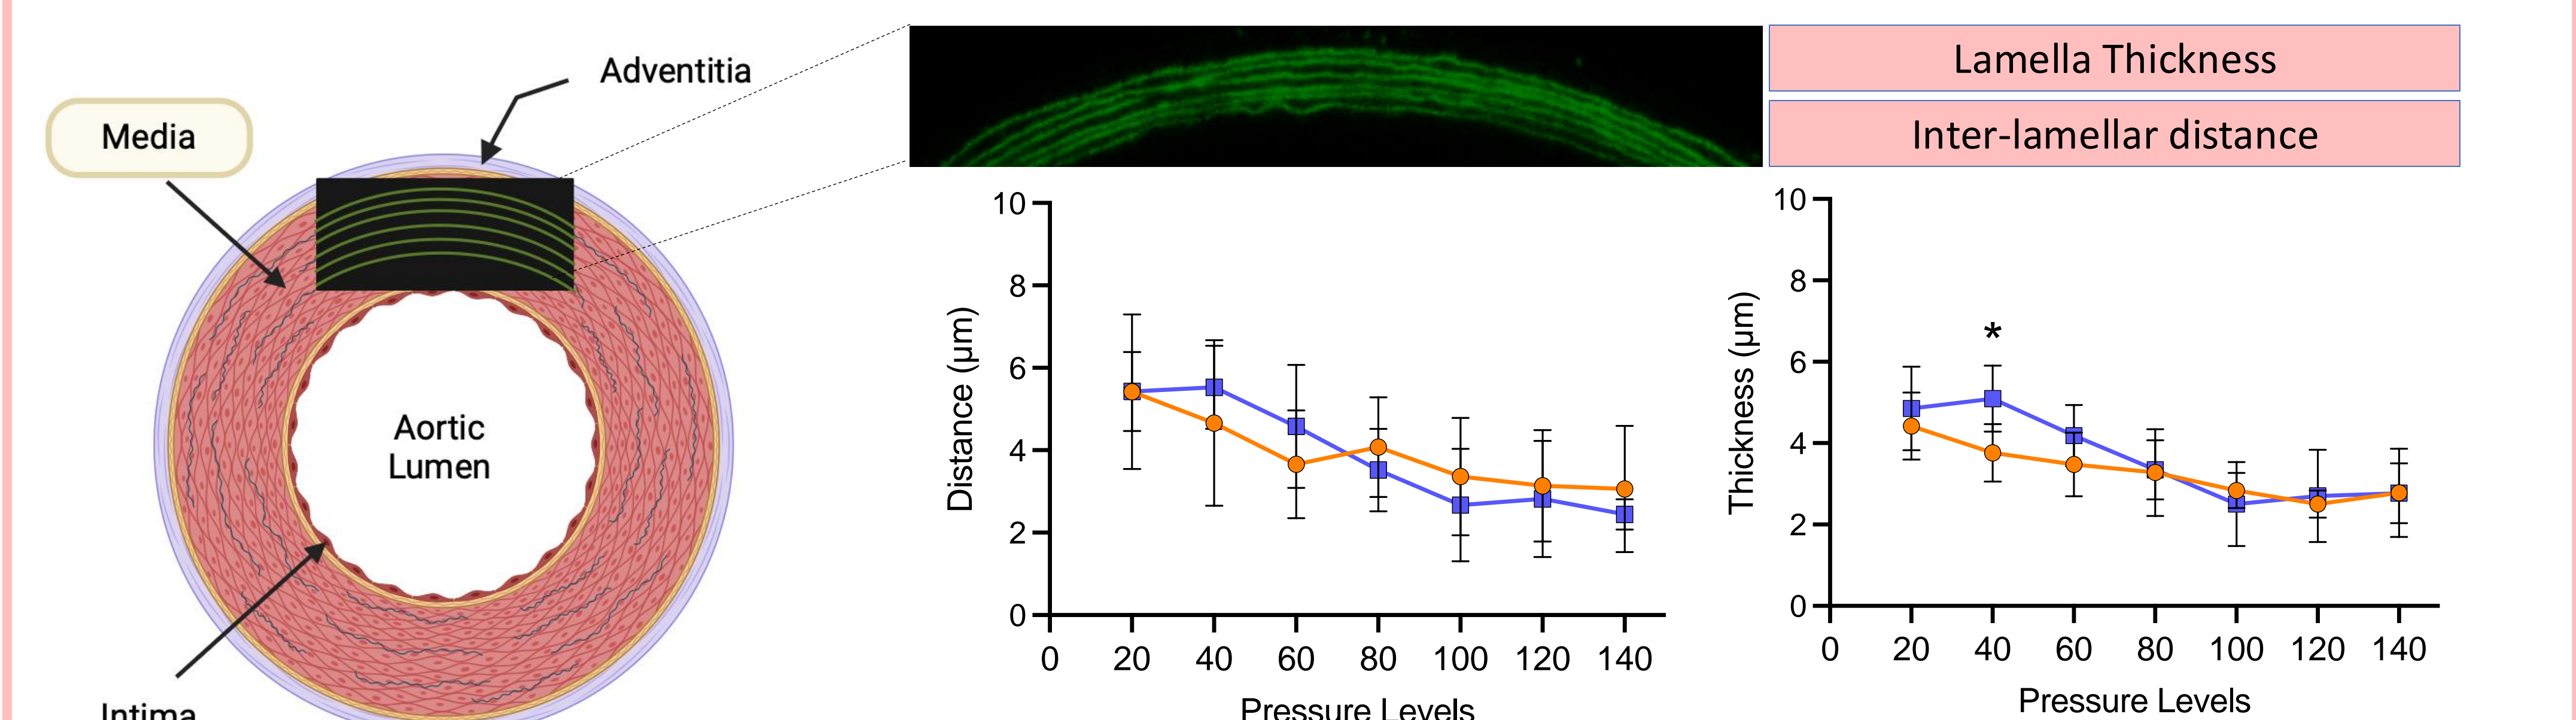 Adventitia
Media
Aortic
Lumen
Intima
Lamella Thickness
Inter-lamellar distance
10
8
6
4
2
0
Distance (µm)
0 20 40 60 80 100 120 140
Pressure Levels
10
8
6
4
2
0
Thickness (µm)
*
0 20 40 60 80 100 120 140
Pressure Levels